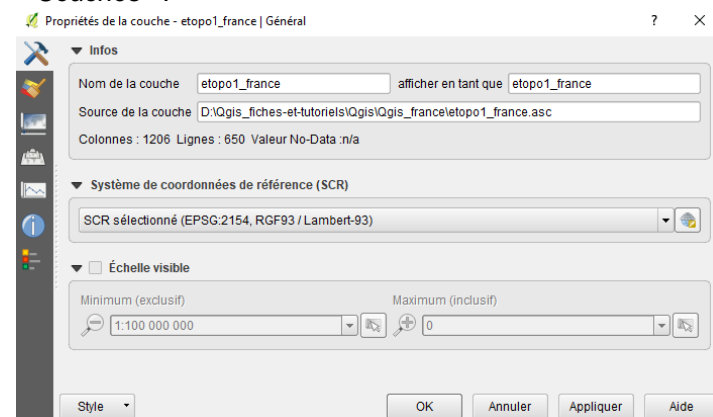 Couches".
Propriétés de la couche - etopo1_france | Général ? ×
Infos
Nom de la couche etopo1_france afficher en tant que etopo1_france
Source de la couche D:\Qgis_fiches-et-tutoriels\Qgis\Qgis_france\etopo1_france.asc
Colonnes : 1206 Lignes : 650 Valeur No-Data :n/a
Système de coordonnées de référence (SCR)
SCR sélectionné (EPSG:2154, RGF93 / Lambert-93)
Échelle visible
Minimum (exclusif) Maximum (inclusif)
1:100 000 000 0
Style OK Annuler Appliquer Aide